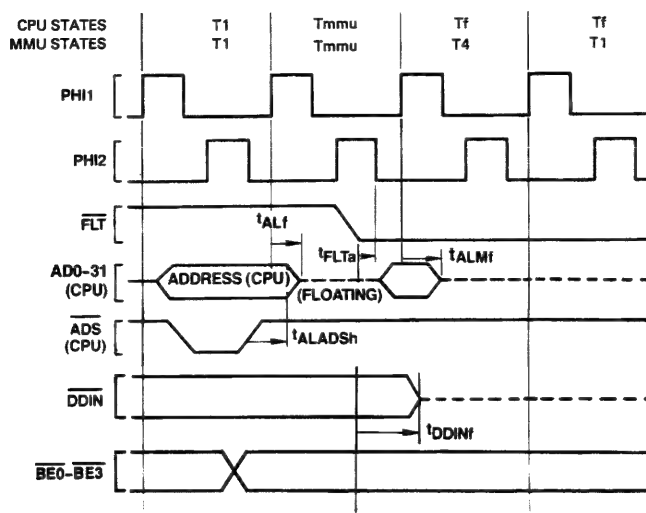 CPU STATES T1 Tmmu Tf Tf
MMU STATES T1 Tmmu T4 T1
PHI1
PHI2
FLT
tALf
tFLTa
tALMf
AD0-31
(CPU)
ADDRESS (CPU)
(FLOATING)
ADS
(CPU)
tALADSh
DDIN
tDDINf
BE0-BE3